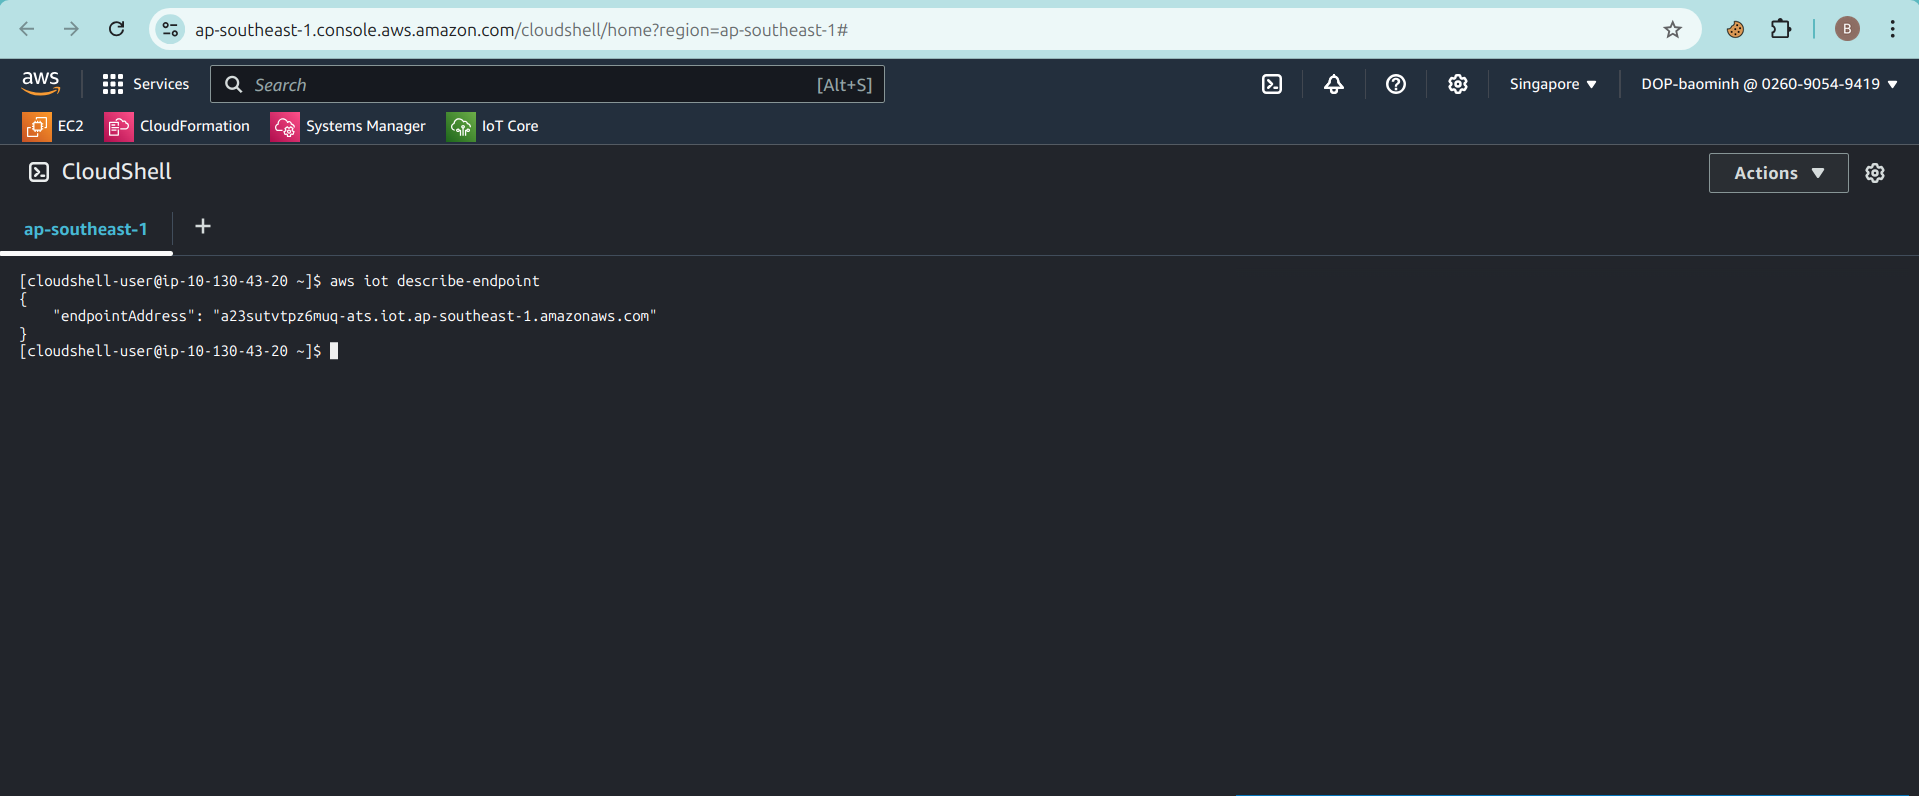 ap-southeast-1.console.aws.amazon.com/cloudshell/home?region=ap-southeast-1#
B
aws
Services
Search
[Alt+S]
Singapore
DOP-baominh @ 0260-9054-9419
EC2
CloudFormation
Systems Manager
IoT Core
CloudShell
Actions
ap-southeast-1
+
[cloudshell-user@ip-10-130-43-20 ~]$ aws iot describe-endpoint
{
    "endpointAddress": "a23sutvtpz6muq-ats.iot.ap-southeast-1.amazonaws.com"
}
[cloudshell-user@ip-10-130-43-20 ~]$